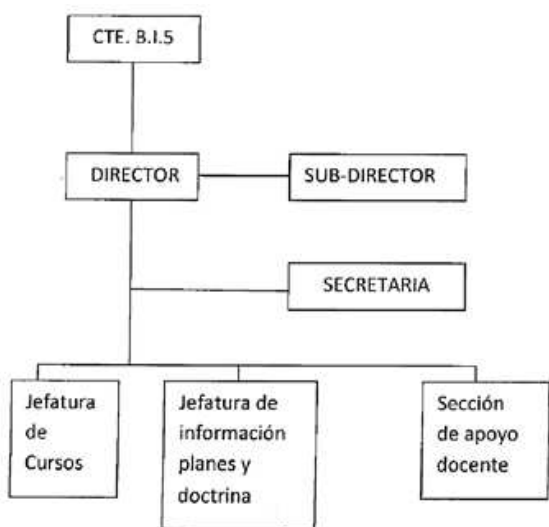 CTE. B.I.5
DIRECTOR
SUB-DIRECTOR
SECRETARIA
Jefatura
de
Cursos
Jefatura de
información
planes y
doctrina
Sección
de apoyo
docente